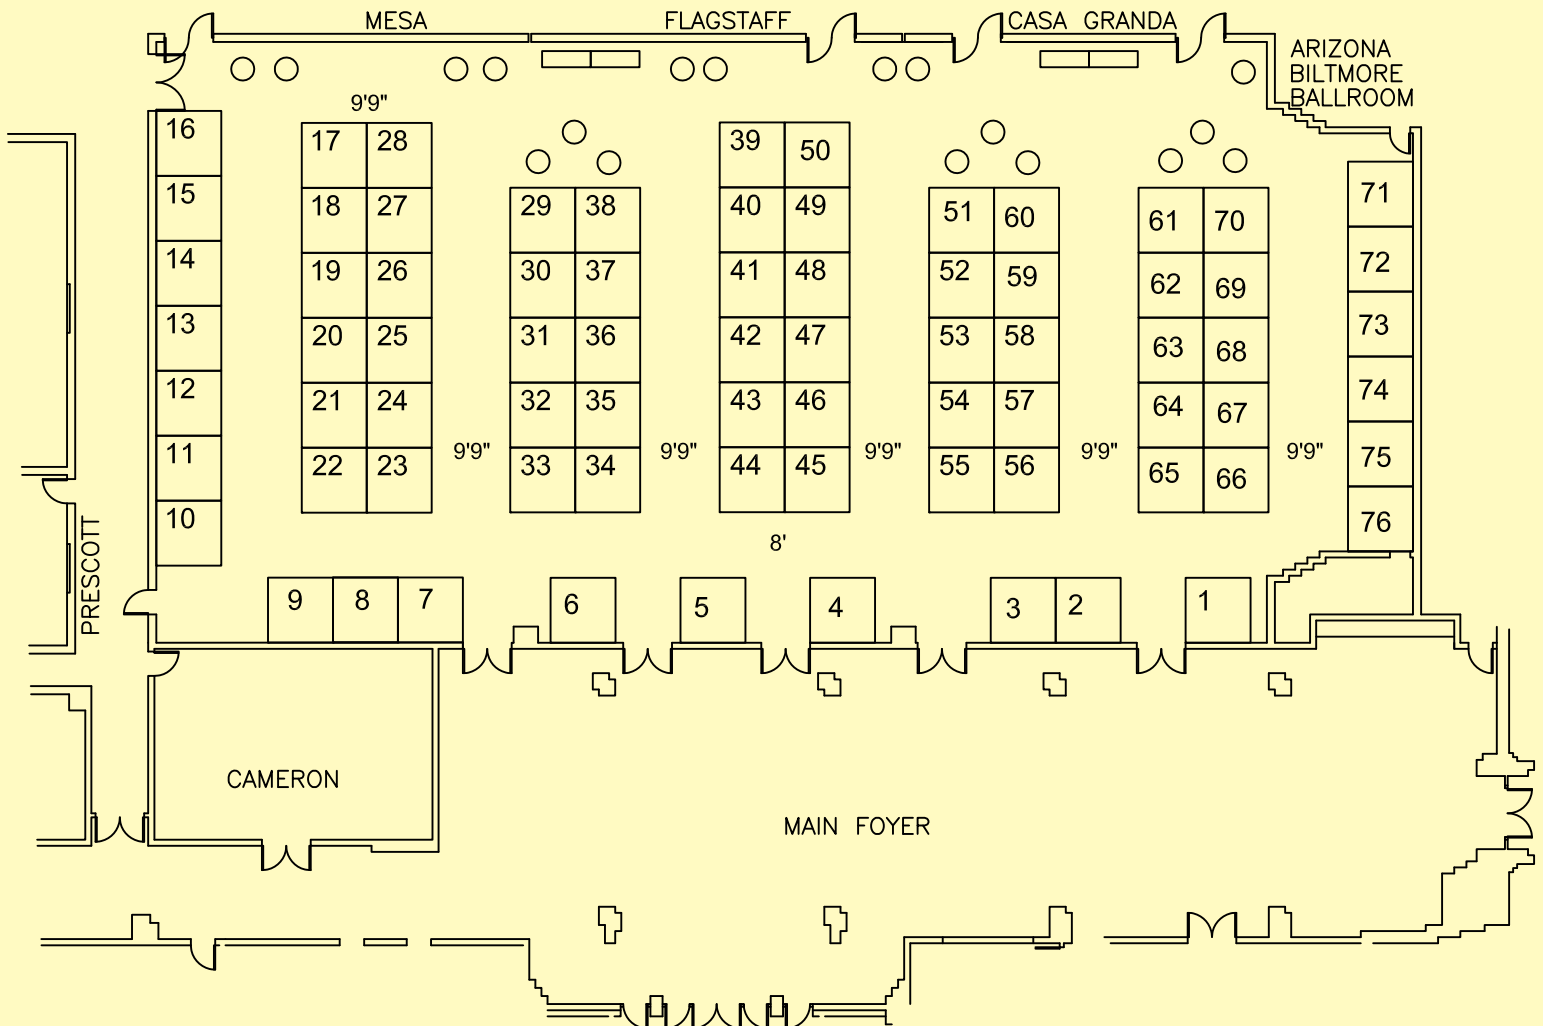 MESA FLAGSTAFF CASA GRANDA
ARIZONA
BILTMORE
BALLROOM
9'9"
16 17 28 39 50
15 18 27 29 38 40 49 51 60 61 70 71
14 19 26 30 37 41 48 52 59 62 69 72
13 20 25 31 36 42 47 53 58 63 68 73
12 21 24 32 35 43 46 54 57 64 67 74
11 22 23 9'9" 33 34 9'9" 44 45 9'9" 55 56 9'9" 65 66 9'9" 75
10 76
8'
PRESCOTT
9 8 7 6 5 4 3 2 1
CAMERON
MAIN FOYER